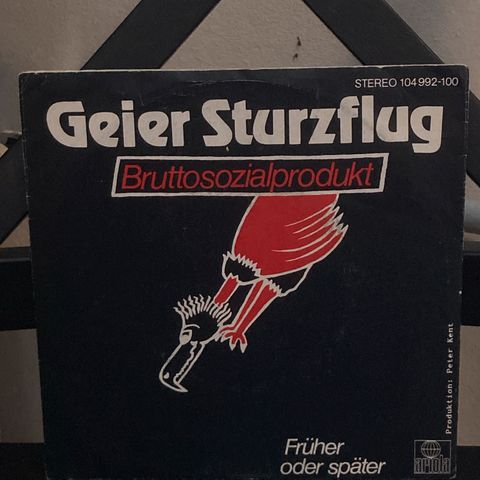 STEREO 104 992-100
Geier Sturzflug
Bruttosozialprodukt
Produktion: Peter Kent
Früher
oder später
ariola